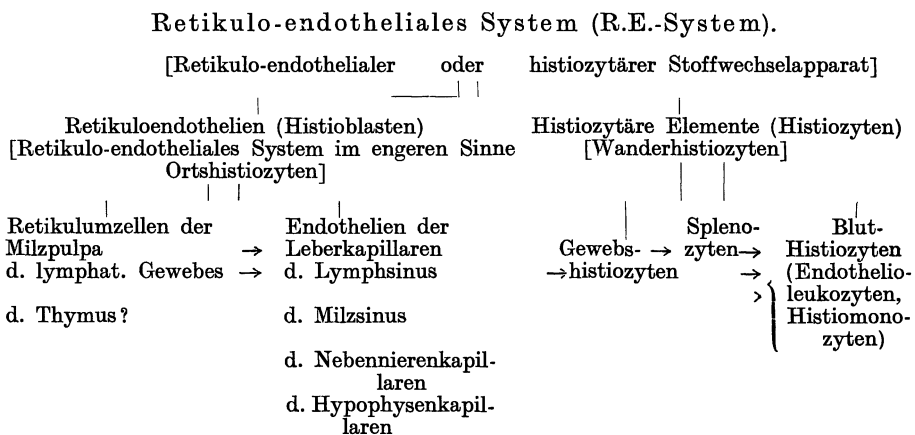 Retikulo-endotheliales System (R.E.-System).
[Retikulo-endothelialer oder histiozytärer Stoffwechselapparat]
Retikuloendothelien (Histioblasten)
[Retikulo-endotheliales System im engeren Sinne
Ortshistiozyten]
Histiozytäre Elemente (Histiozyten)
[Wanderhistiozyten]
Retikulumzellen der
Milzpulpa →
d. lymphat. Gewebes →
d. Thymus?
Endothelien der
Leberkapillaren
d. Lymphsinus
d. Milzsinus
d. Nebennierenkapil-
laren
d. Hypophysenkapil-
laren
Gewebs- →
→histiozyten
Spleno-
zyten→
→
>
Blut-
Histiozyten
(Endothelio-
leukozyten,
Histiomono-
zyten)